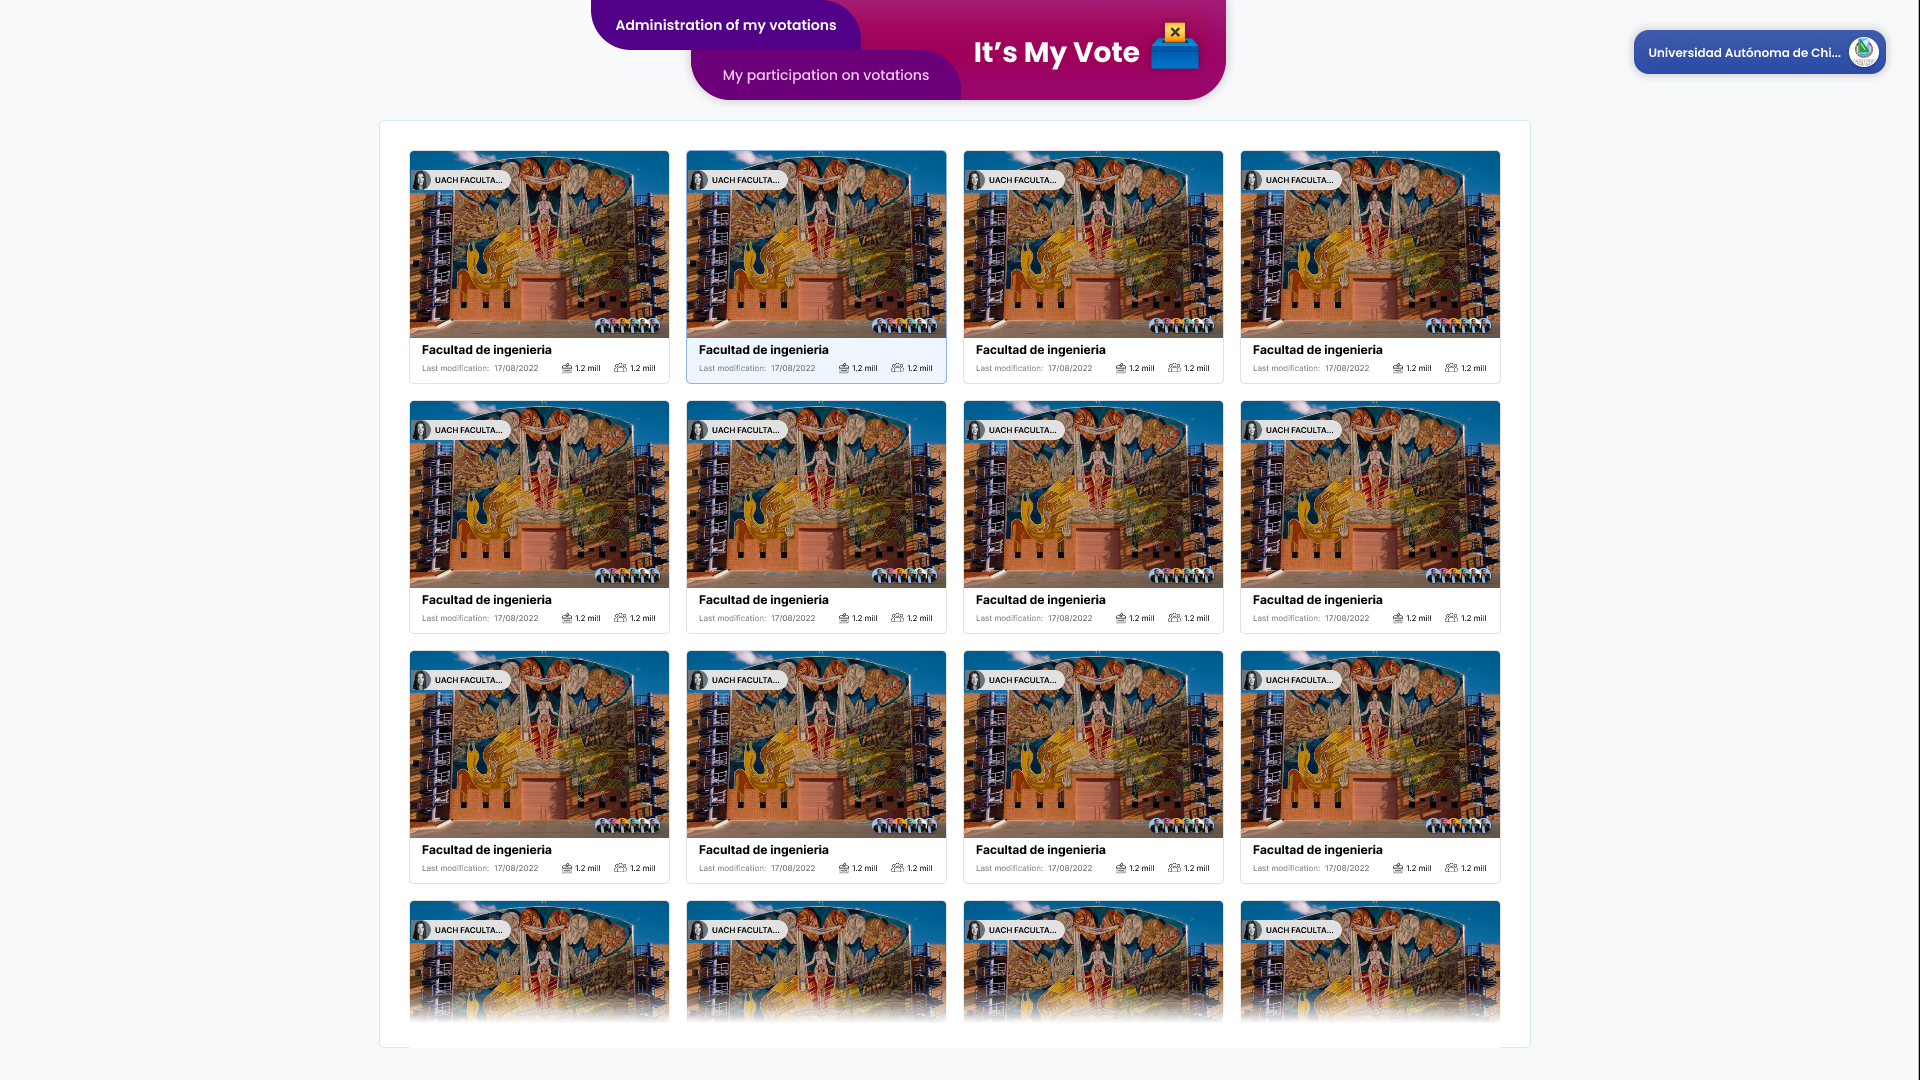 Administration of my votations
My participation on votations
It's My Vote
Universidad Autónoma de Chi...
UACH FACULTA...
UACH FACULTA...
UACH FACULTA...
UACH FACULTA...
Facultad de ingenieria
Facultad de ingenieria
Facultad de ingenieria
Facultad de ingenieria
Last modification: 17/08/2022 1.2 mill 1.2 mill
Last modification: 17/08/2022 1.2 mill 1.2 mill
Last modification: 17/08/2022 1.2 mill 1.2 mill
Last modification: 17/08/2022 1.2 mill 1.2 mill
UACH FACULTA...
UACH FACULTA...
UACH FACULTA...
UACH FACULTA...
Facultad de ingenieria
Facultad de ingenieria
Facultad de ingenieria
Facultad de ingenieria
Last modification: 17/08/2022 1.2 mill 1.2 mill
Last modification: 17/08/2022 1.2 mill 1.2 mill
Last modification: 17/08/2022 1.2 mill 1.2 mill
Last modification: 17/08/2022 1.2 mill 1.2 mill
UACH FACULTA...
UACH FACULTA...
UACH FACULTA...
UACH FACULTA...
Facultad de ingenieria
Facultad de ingenieria
Facultad de ingenieria
Facultad de ingenieria
Last modification: 17/08/2022 1.2 mill 1.2 mill
Last modification: 17/08/2022 1.2 mill 1.2 mill
Last modification: 17/08/2022 1.2 mill 1.2 mill
Last modification: 17/08/2022 1.2 mill 1.2 mill
UACH FACULTA...
UACH FACULTA...
UACH FACULTA...
UACH FACULTA...